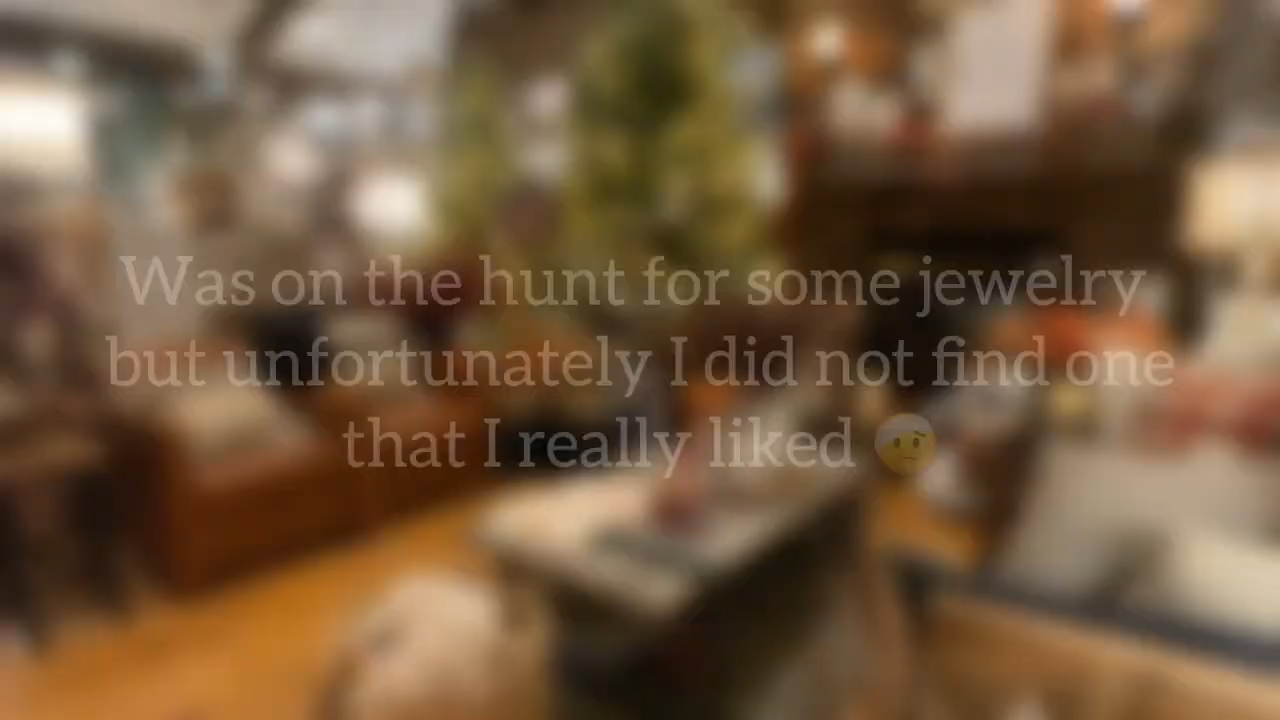 Was on the hunt for some jewelry
but unfortunately I did not find one
that I really liked 🤕